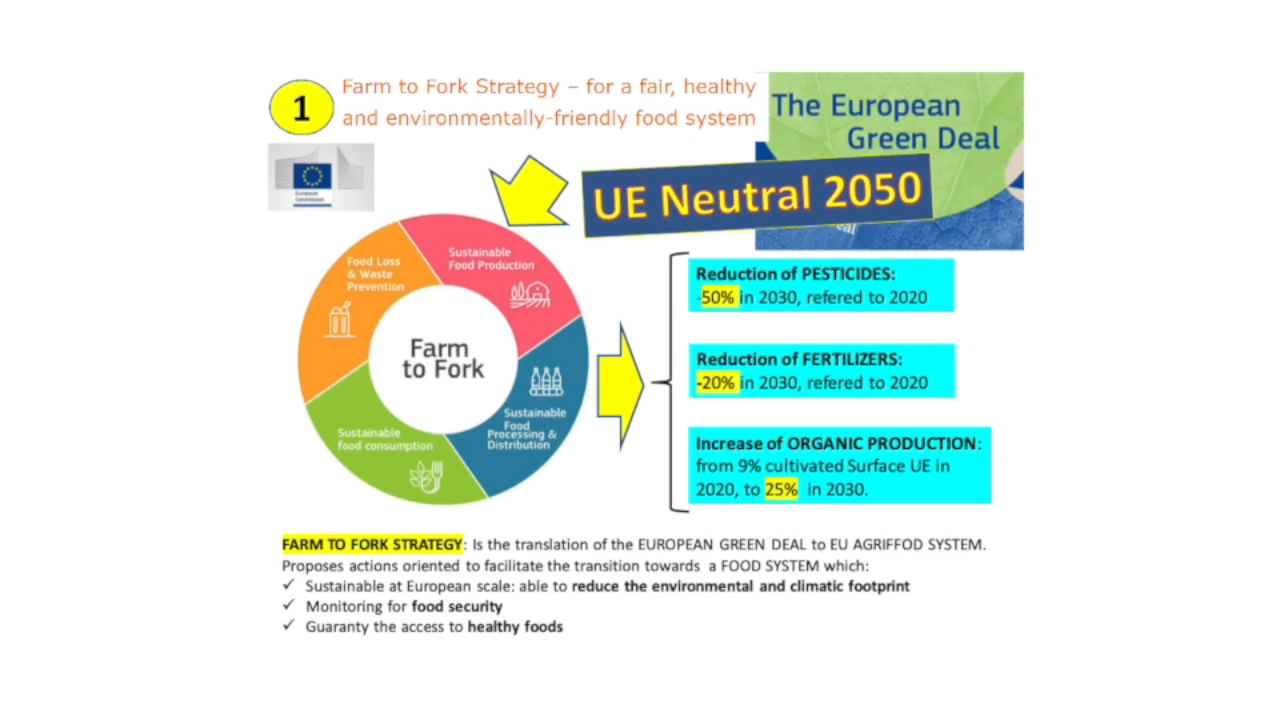 1
Farm to Fork Strategy – for a fair, healthy
and environmentally-friendly food system
The European
Green Deal
European
Commission
UE Neutral 2050
eal
Food Loss
& Waste
Prevention
Sustainable
Food Production
Farm
to Fork
Sustainable
Food
Processing &
Distribution
Sustainable
food consumption
Reduction of PESTICIDES:
-50% in 2030, refered to 2020
Reduction of FERTILIZERS:
-20% in 2030, refered to 2020
Increase of ORGANIC PRODUCTION:
from 9% cultivated Surface UE in
2020, to 25% in 2030.
FARM TO FORK STRATEGY: Is the translation of the EUROPEAN GREEN DEAL to EU AGRIFFOD SYSTEM.
Proposes actions oriented to facilitate the transition towards a FOOD SYSTEM which:
✓ Sustainable at European scale: able to reduce the environmental and climatic footprint
✓ Monitoring for food security
✓ Guaranty the access to healthy foods